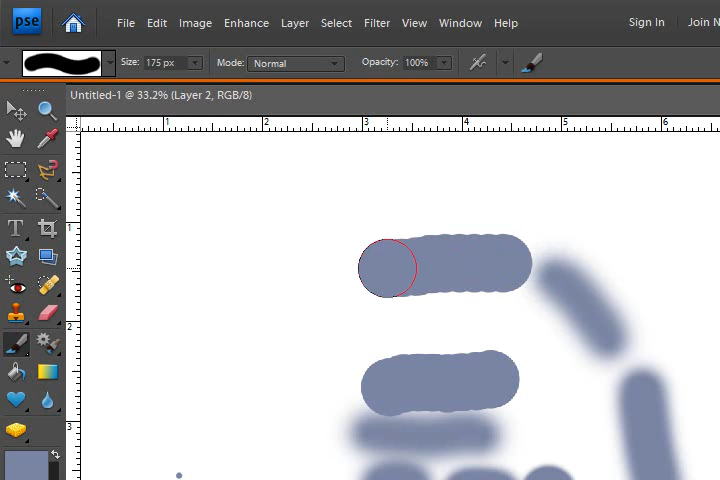 pse File Edit Image Enhance Layer Select Filter View Window Help Sign In Join N
Size: 175 px Mode: Normal Opacity: 100%
Untitled-1 @ 33.2% (Layer 2, RGB/8)
1 2 3 4 5 6
1
T
2
3